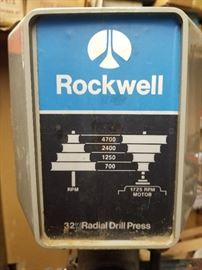 Rockwell
4700
2400
1250
700
RPM
1725 RPM
MOTOR
32" Radial Drill Press